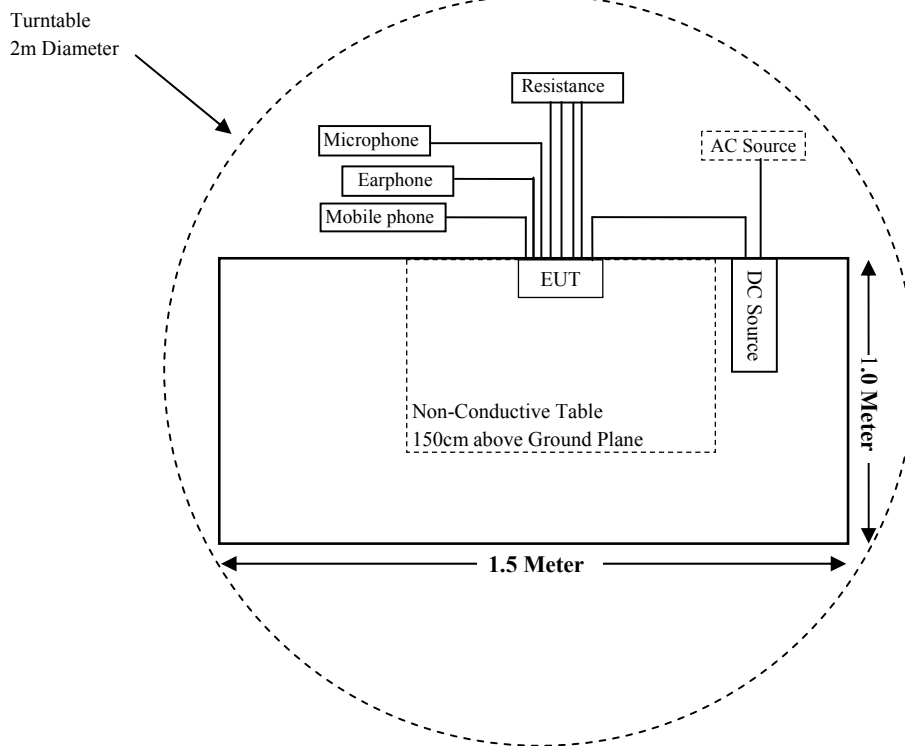 Turntable
2m Diameter
Resistance
Microphone
AC Source
Earphone
Mobile phone
EUT
DC Source
1.0 Meter
Non-Conductive Table
150cm above Ground Plane
1.5 Meter